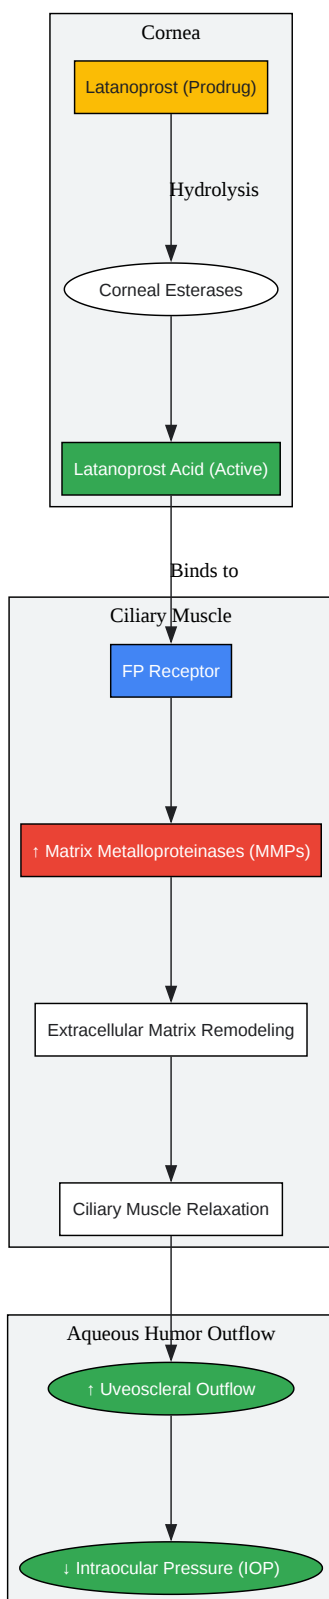 Cornea
Latanoprost (Prodrug)
Hydrolysis
Corneal Esterases
Latanoprost Acid (Active)
Binds to
Ciliary Muscle
FP Receptor
↑ Matrix Metalloproteinases (MMPs)
Extracellular Matrix Remodeling
Ciliary Muscle Relaxation
Aqueous Humor Outflow
↑ Uveoscleral Outflow
↓ Intraocular Pressure (IOP)